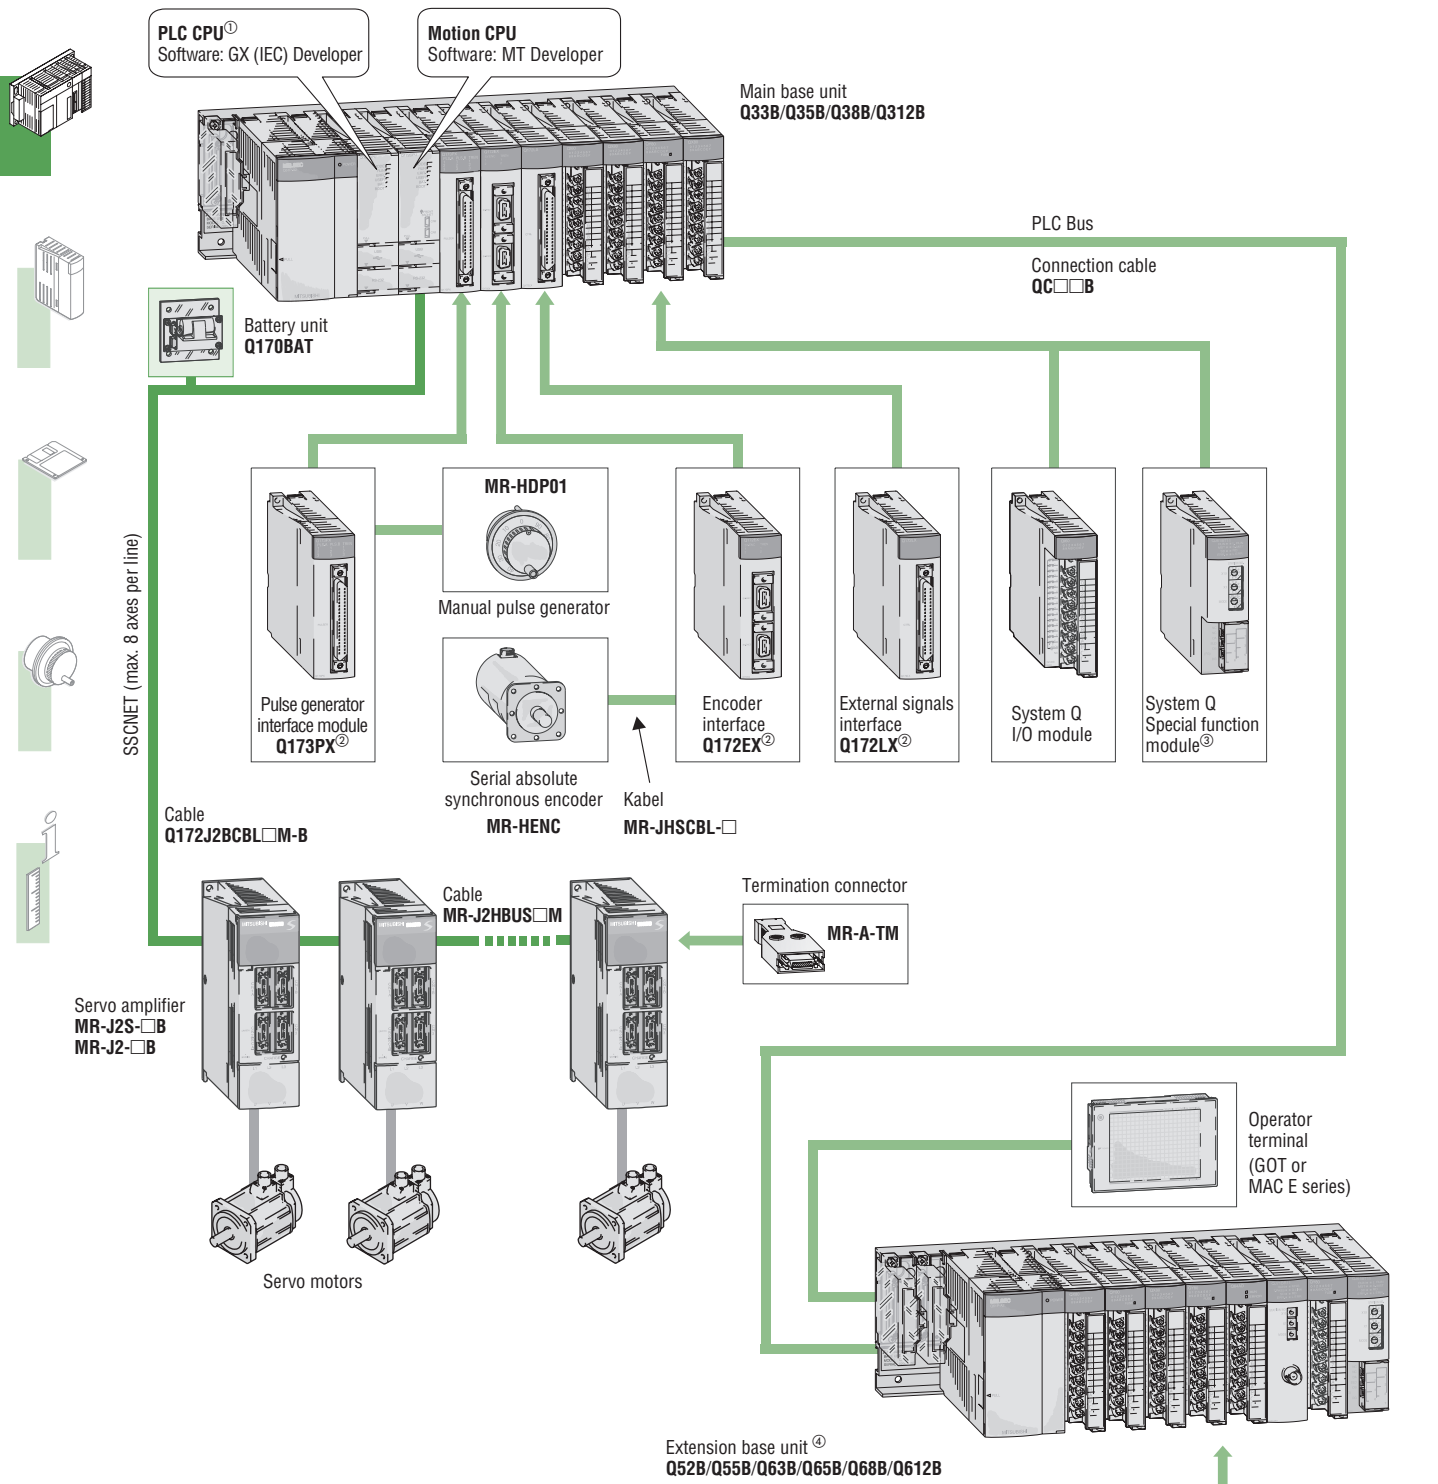 PLC CPU①
Software: GX (IEC) Developer
Motion CPU
Software: MT Developer
Main base unit
Q33B/Q35B/Q38B/Q312B
PLC Bus
Connection cable
QC□□B
Battery unit
Q170BAT
SSCNET (max. 8 axes per line)
MR-HDP01
Manual pulse generator
Pulse generator
interface module
Q173PX②
Serial absolute
synchronous encoder
MR-HENC
Kabel
MR-JHSCBL-□
Encoder
interface
Q172EX②
External signals
interface
Q172LX②
System Q
I/O module
System Q
Special function
module③
Cable
Q172J2BCBL□M-B
Cable
MR-J2HBUS□M
Termination connector
MR-A-TM
Servo amplifier
MR-J2S-□B
MR-J2-□B
Servo motors
Operator
terminal
(GOT or
MAC E series)
Extension base unit ④
Q52B/Q55B/Q63B/Q65B/Q68B/Q612B